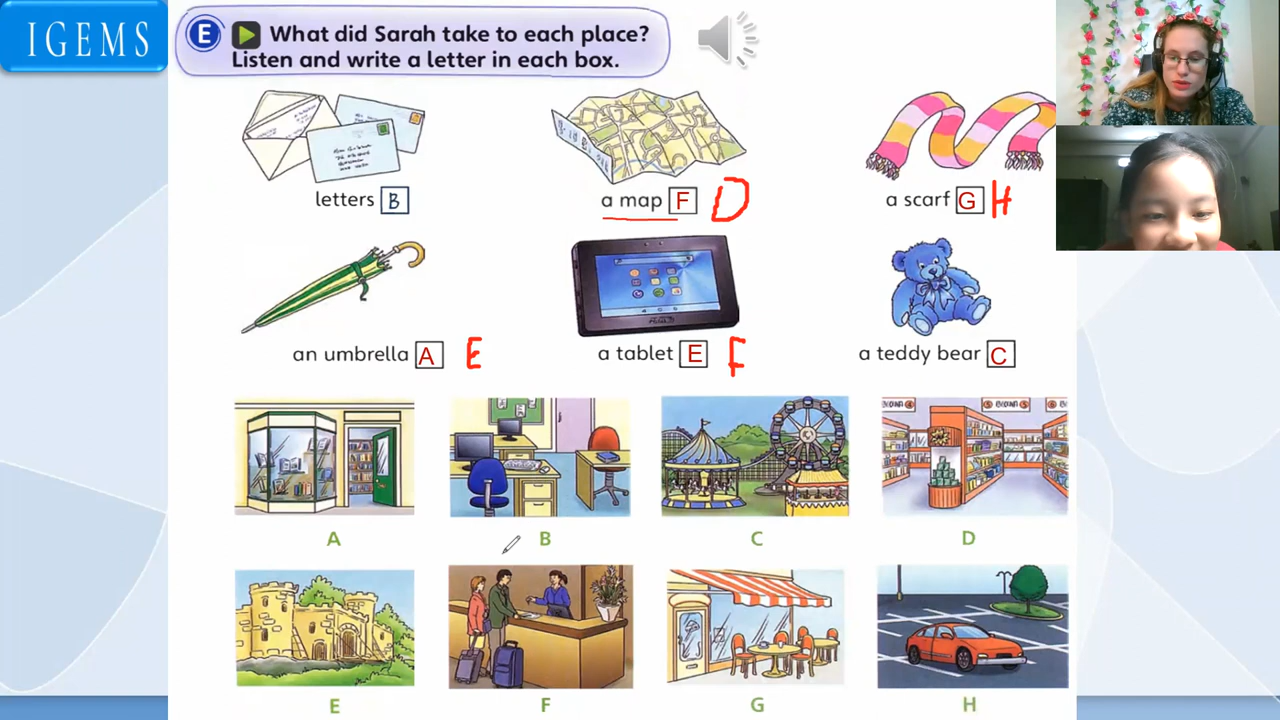 IGEMS
E What did Sarah take to each place?
Listen and write a letter in each box.
letters B
a map F D
a scarf G H
an umbrella A E
a tablet E F
a teddy bear C
A B C D
E F G H